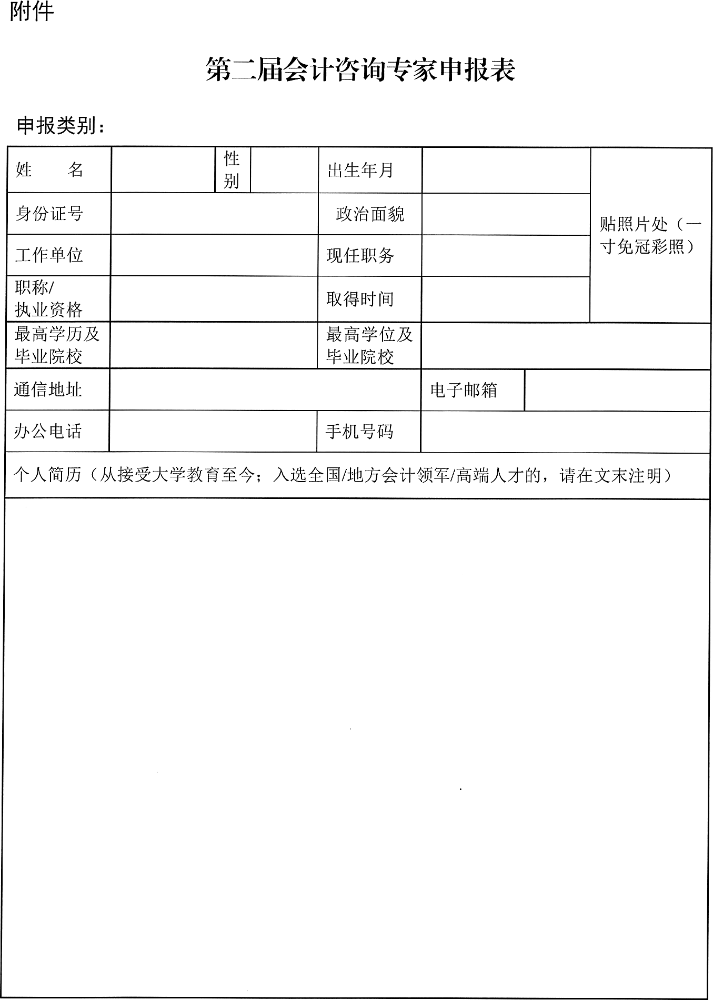 附件
第二届会计咨询专家申报表
申报类别：
姓 名
性
别
出生年月
贴照片处（一
寸免冠彩照）
身份证号
政治面貌
工作单位
现任职务
职称/
执业资格
取得时间
最高学历及
毕业院校
最高学位及
毕业院校
通信地址
电子邮箱
办公电话
手机号码
个人简历（从接受大学教育至今；入选全国/地方会计领军/高端人才的，请在文末注明）